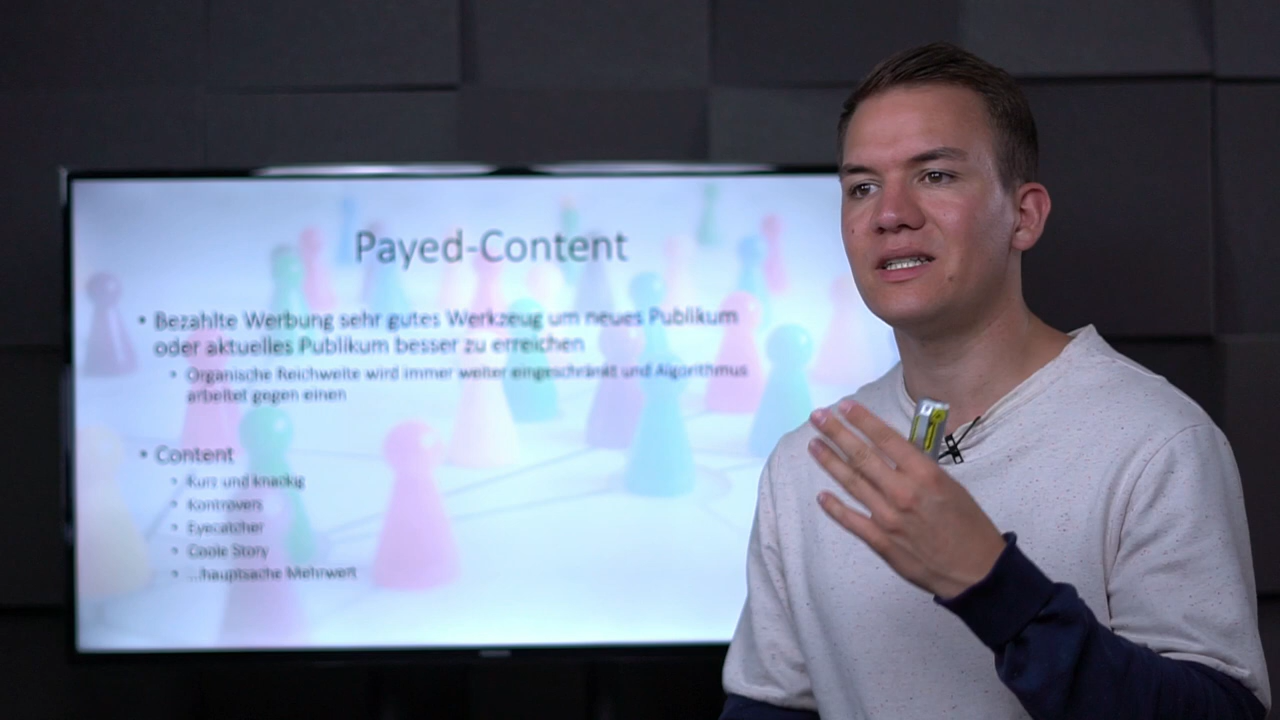 Payed-Content
• Bezahlte Werbung sehr gutes Werkzeug um neues Publikum
oder aktuelles Publikum besser zu erreichen
• Organische Reichweite wird immer weiter eingeschränkt und Algorithmus
arbeitet gegen einen
• Content
• Kurz und knackig
• Kontrovers
• Eyecatcher
• Coole Story
• ...hauptsache Mehrwert